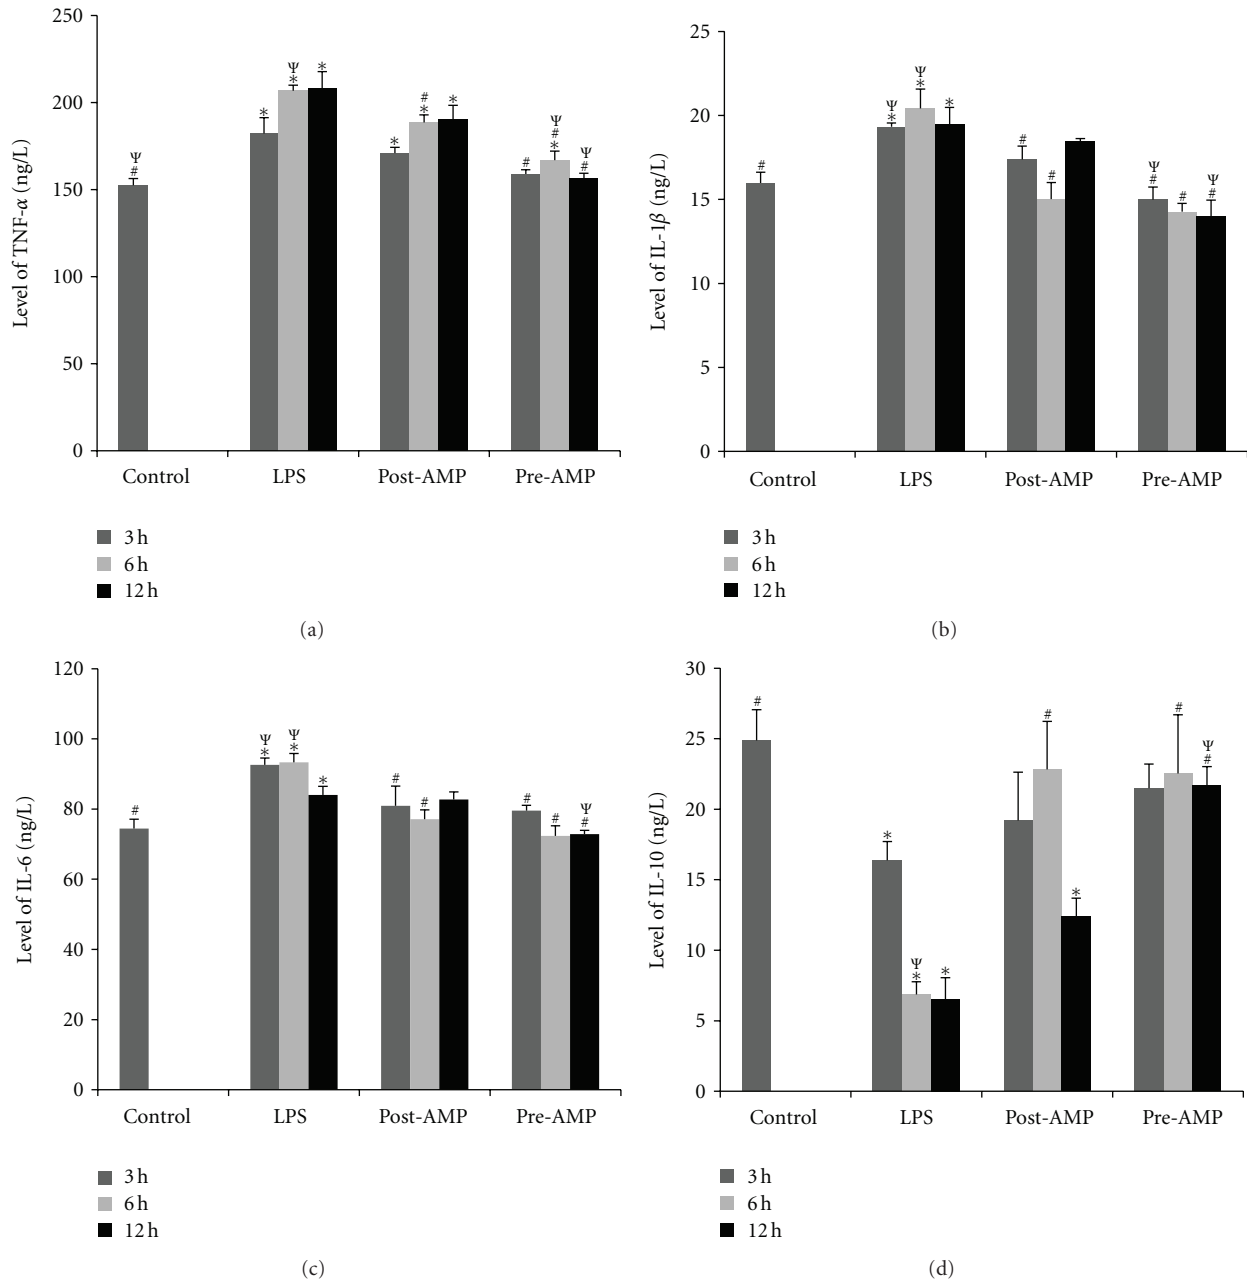 250
200
150
100
50
0
Level of TNF-α (ng/L)
Ψ
#
*
Ψ
*
*
*
#
*
*
#
Ψ
#
*
Ψ
#
Control LPS Post-AMP Pre-AMP
3 h
6 h
12 h
(a)
25
20
15
10
5
0
Level of IL-1β (ng/L)
#
Ψ
*
Ψ
*
*
#
#
Ψ
#
#
Ψ
#
Control LPS Post-AMP Pre-AMP
3 h
6 h
12 h
(b)
120
100
80
60
40
20
0
Level of IL-6 (ng/L)
#
Ψ
*
Ψ
*
*
#
#
#
#
Ψ
#
Control LPS Post-AMP Pre-AMP
3 h
6 h
12 h
(c)
30
25
20
15
10
5
0
Level of IL-10 (ng/L)
#
*
Ψ
*
*
#
*
#
Ψ
#
Control LPS Post-AMP Pre-AMP
3 h
6 h
12 h
(d)